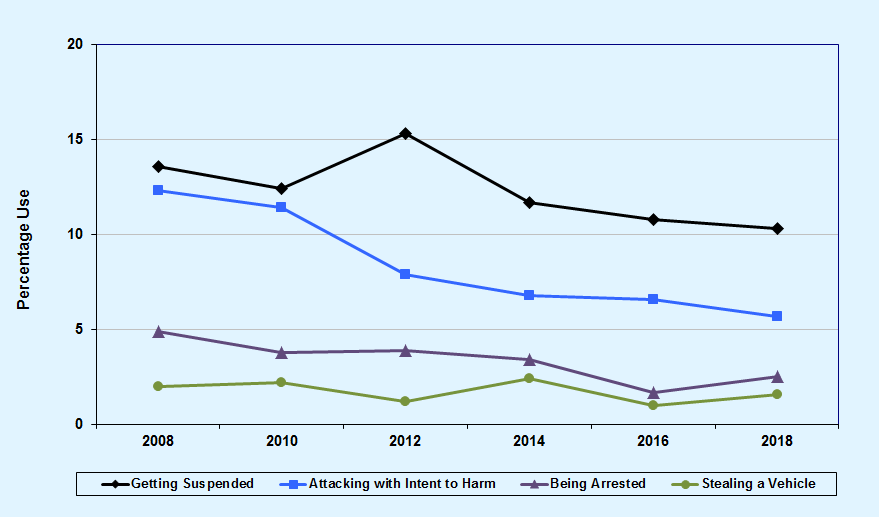 20
15
10
5
0
Percentage Use
2008 2010 2012 2014 2016 2018
Getting Suspended Attacking with Intent to Harm Being Arrested Stealing a Vehicle